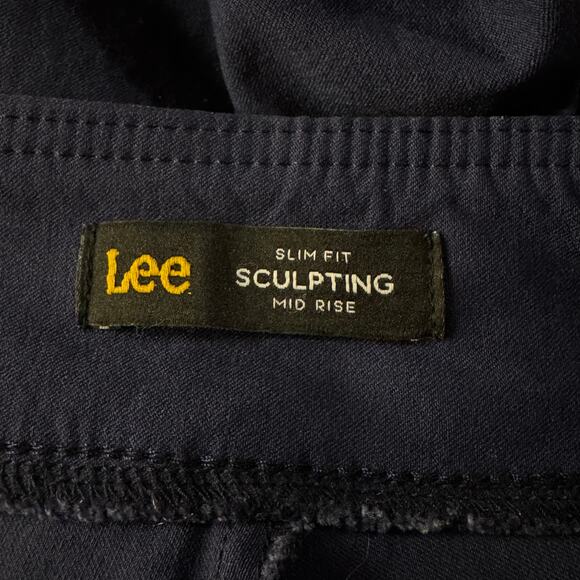 Lee
SLIM FIT
SCULPTING
MID RISE